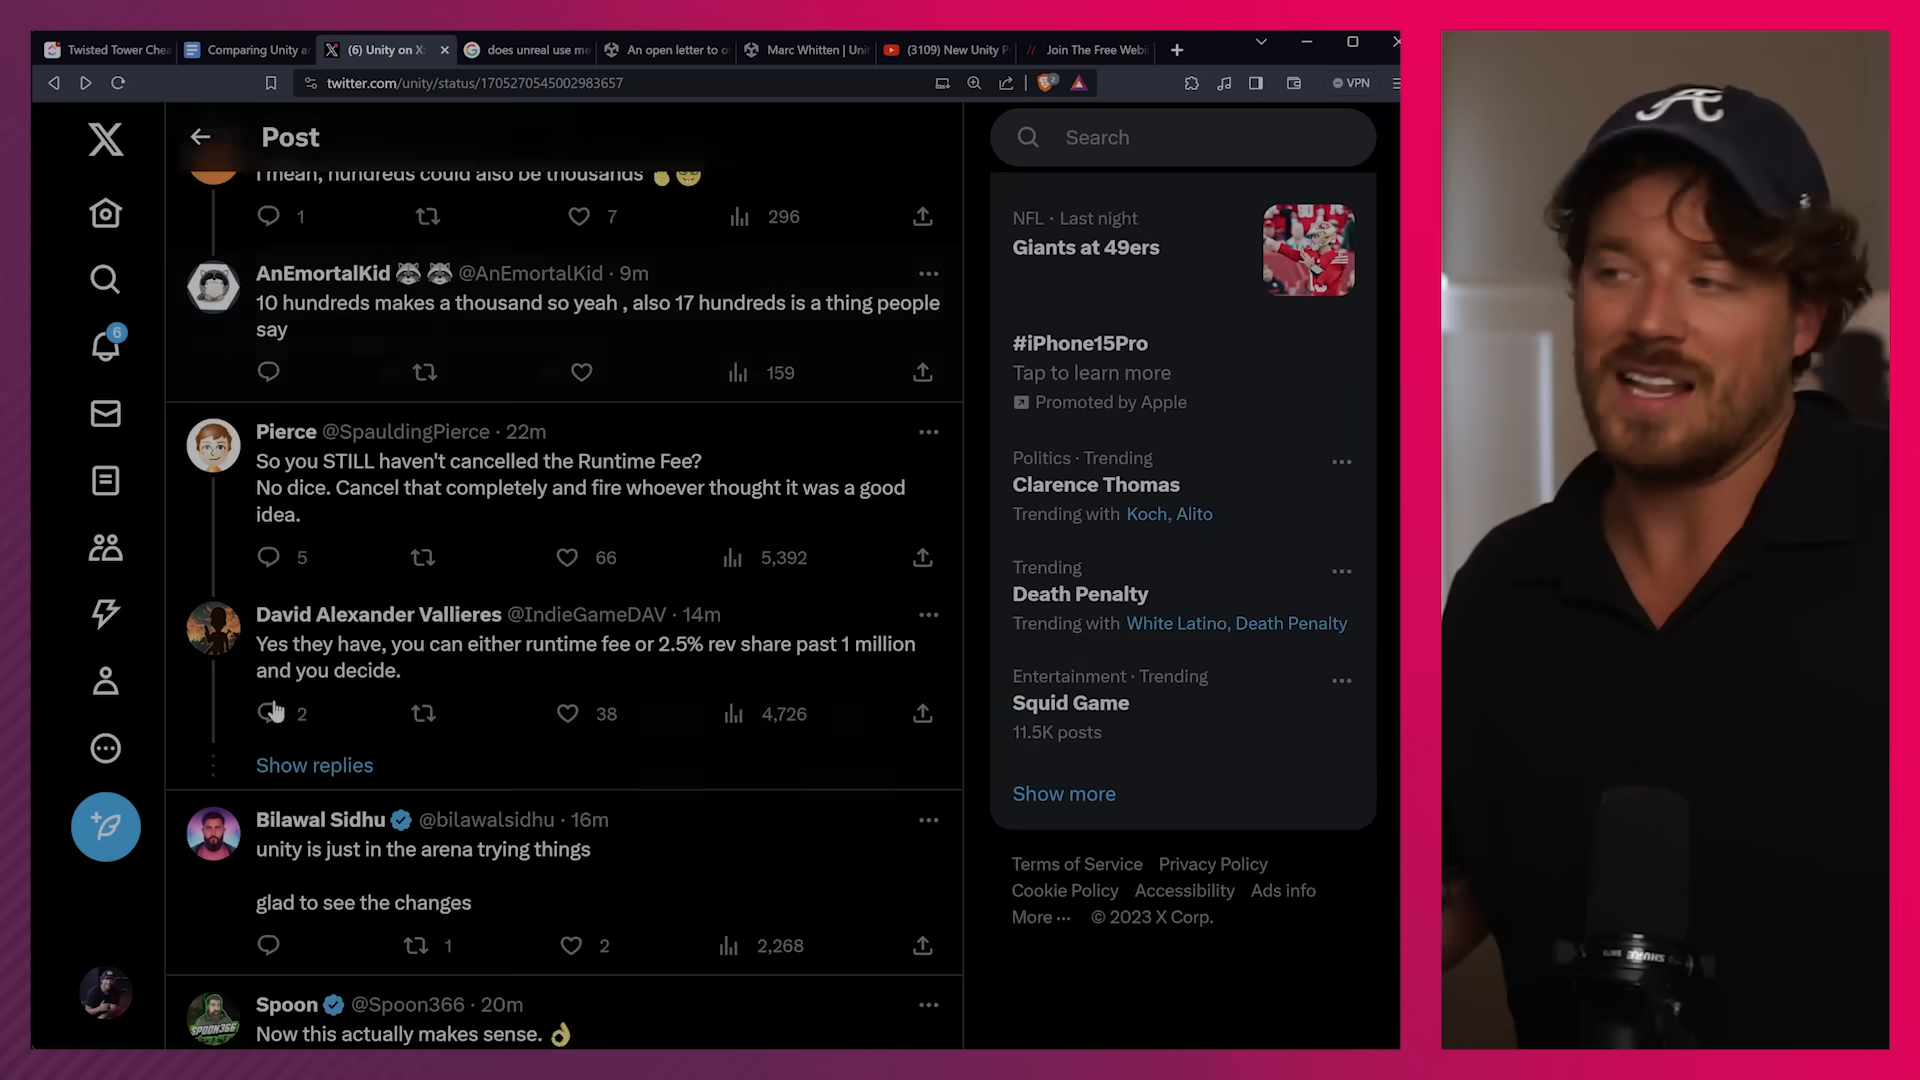 Twisted Tower Chea
Comparing Unity a
(6) Unity on X:
does unreal use me
An open letter to o
Marc Whitten | Unit
(3109) New Unity P
Join The Free Webi
twitter.com/unity/status/1705270545002983657
2
VPN
Post
I mean, hundreds could also be thousands
1 7 296
AnEmortalKid @AnEmortalKid · 9m
10 hundreds makes a thousand so yeah , also 17 hundreds is a thing people
say
159
Pierce @SpauldingPierce · 22m
So you STILL haven't cancelled the Runtime Fee?
No dice. Cancel that completely and fire whoever thought it was a good
idea.
5 66 5,392
David Alexander Vallieres @IndieGameDAV · 14m
Yes they have, you can either runtime fee or 2.5% rev share past 1 million
and you decide.
2 38 4,726
Show replies
Bilawal Sidhu @bilawalsidhu · 16m
unity is just in the arena trying things
glad to see the changes
1 2 2,268
Spoon @Spoon366 · 20m
Now this actually makes sense.
SPOON366
6
Search
NFL · Last night
Giants at 49ers
#iPhone15Pro
Tap to learn more
Promoted by Apple
Politics · Trending
Clarence Thomas
Trending with Koch, Alito
Trending
Death Penalty
Trending with White Latino, Death Penalty
Entertainment · Trending
Squid Game
11.5K posts
Show more
Terms of Service Privacy Policy
Cookie Policy Accessibility Ads info
More ··· © 2023 X Corp.
A
SHURE